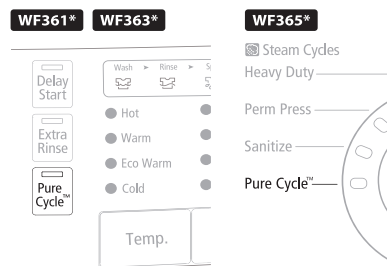 WF361* WF363*
Delay
Start
Extra
Rinse
Pure
Cycle™
Wash ► Rinse ►
Hot
Warm
Eco Warm
Cold
Temp.
WF365*
Steam Cycles
Heavy Duty
Perm Press
Sanitize
Pure Cycle™